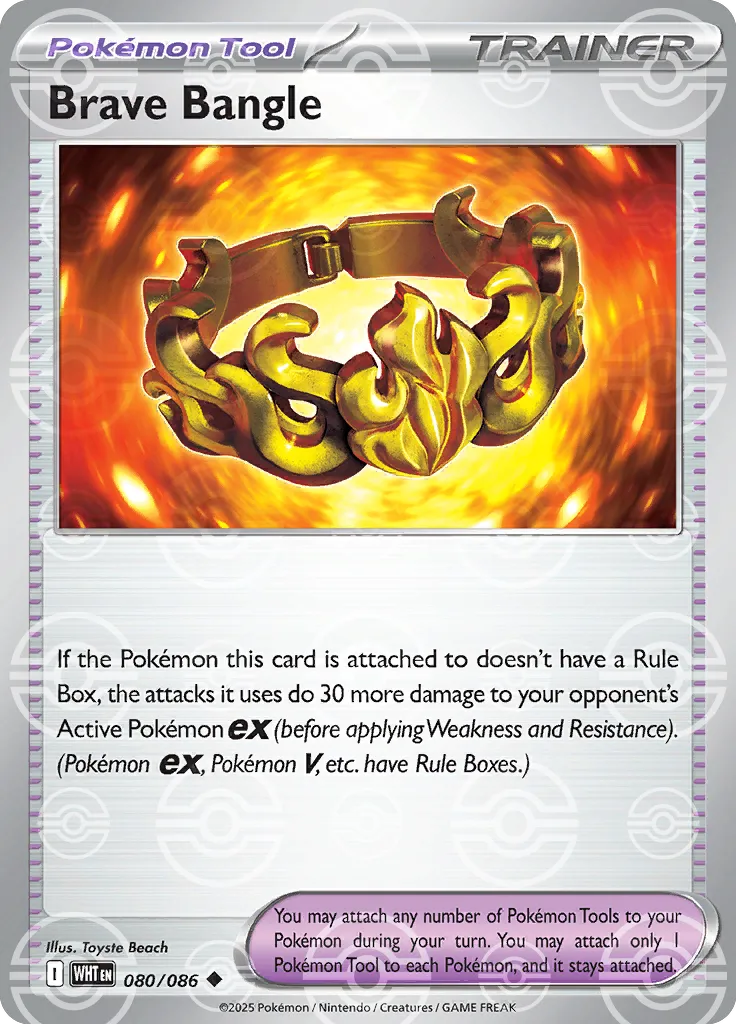 Pokémon Tool
TRAINER
Brave Bangle
If the Pokémon this card is attached to doesn't have a Rule
Box, the attacks it uses do 30 more damage to your opponent's
Active Pokémon ex (before applying Weakness and Resistance).
(Pokémon ex, Pokémon V, etc. have Rule Boxes.)
You may attach any number of Pokémon Tools to your
Pokémon during your turn. You may attach only 1
Pokémon Tool to each Pokémon, and it stays attached.
Illus. Toyste Beach
I WHT EN 080/086
©2025 Pokémon / Nintendo / Creatures / GAME FREAK